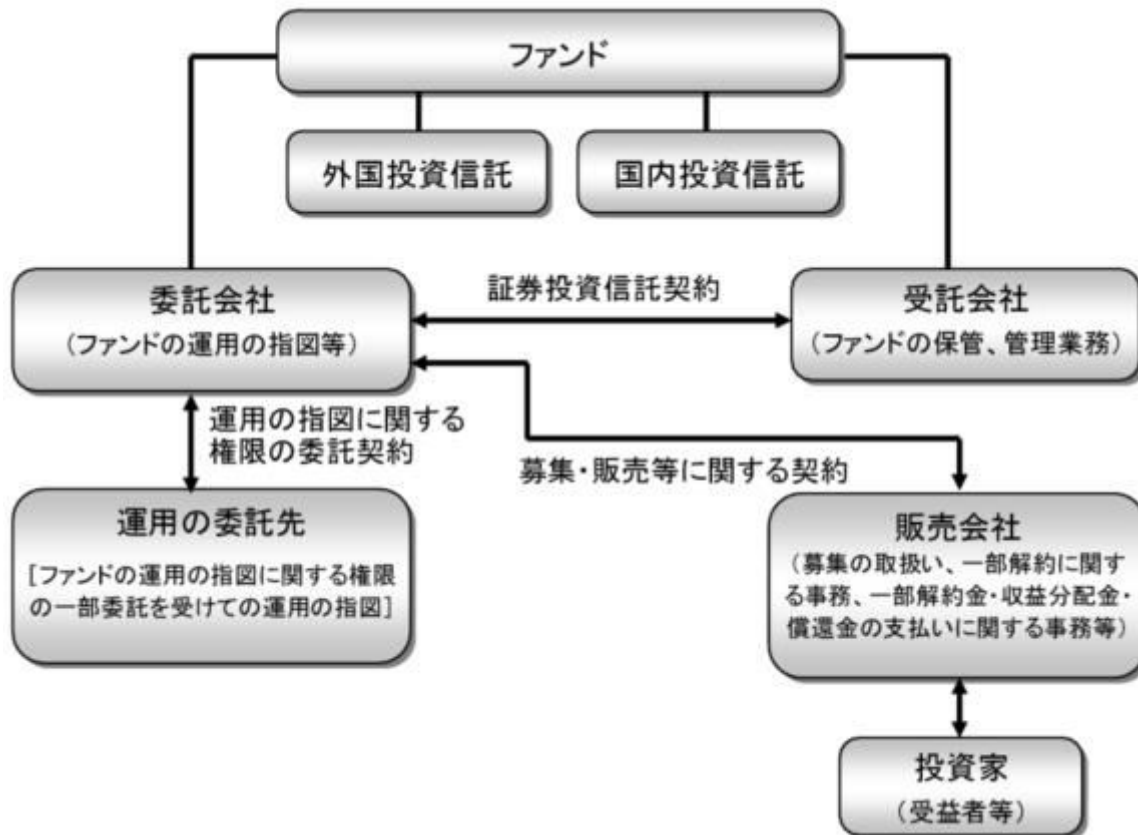 ファンド
外国投資信託
国内投資信託
委託会社
(ファンドの運用の指図等)
証券投資信託契約
受託会社
(ファンドの保管、管理業務)
運用の指図に関する
権限の委託契約
募集・販売等に関する契約
運用の委託先
[ファンドの運用の指図に関する権限
の一部委託を受けての運用の指図]
販売会社
(募集の取扱い、一部解約に関す
る事務、一部解約金・収益分配金・
償還金の支払いに関する事務等)
投資家
(受益者等)